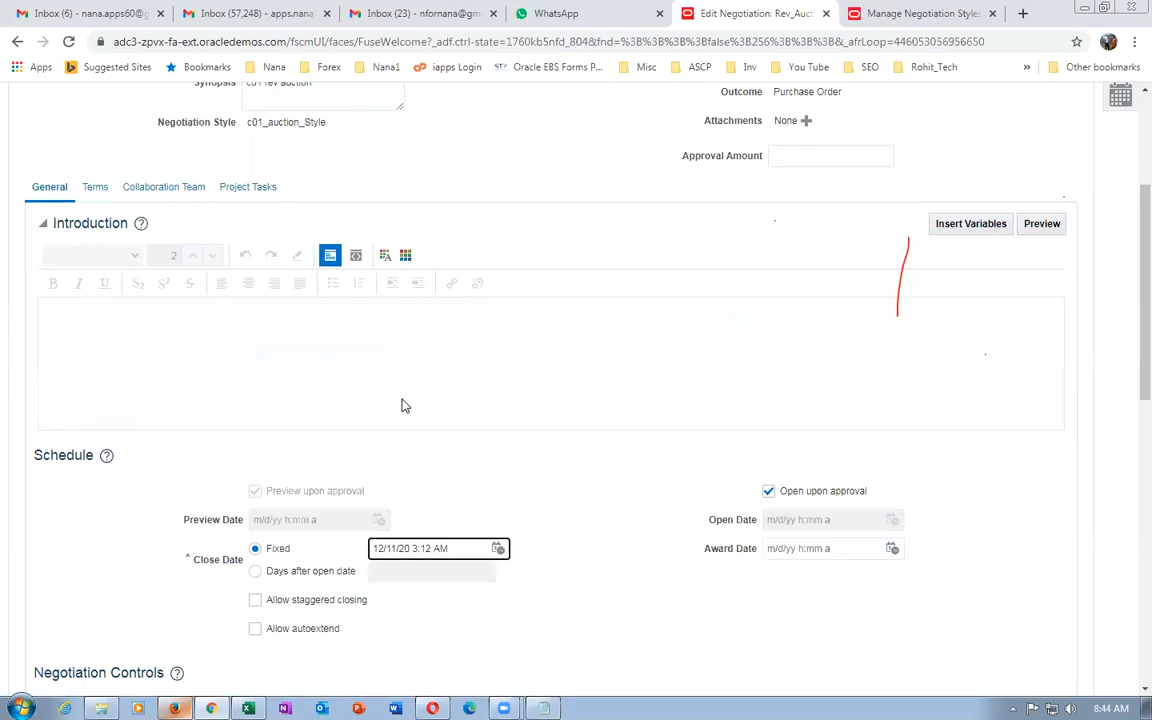 Inbox (6) - nana.apps60@g
Inbox (57,248) - apps.nana
Inbox (23) - nfornana@gm
WhatsApp
Edit Negotiation: Rev_Auct
Manage Negotiation Styles
adc3-zpvx-fa-ext.oracledemos.com/fscmUI/faces/FuseWelcome?_adf.ctrl-state=1760kb5nfd_804&fnd=%3B%3B%3B%3Bfalse%3B256%3B%3B%3B&_afrLoop=446053056956650
Apps
Suggested Sites
Bookmarks
Nana
Forex
Nana1
iapps Login
Oracle EBS Forms P...
Misc
ASCP
Inv
You Tube
SEO
Rohit_Tech
Other bookmarks
Synopsis c01 rev auction
Outcome Purchase Order
Negotiation Style c01_auction_Style
Attachments None
Approval Amount
General Terms Collaboration Team Project Tasks
Introduction
Insert Variables Preview
2
Schedule
Preview upon approval
Open upon approval
Preview Date m/d/yy h:mm a
Open Date m/d/yy h:mm a
* Close Date
Fixed 12/11/20 3:12 AM
Award Date m/d/yy h:mm a
Days after open date
Allow staggered closing
Allow autoextend
Negotiation Controls
8:44 AM